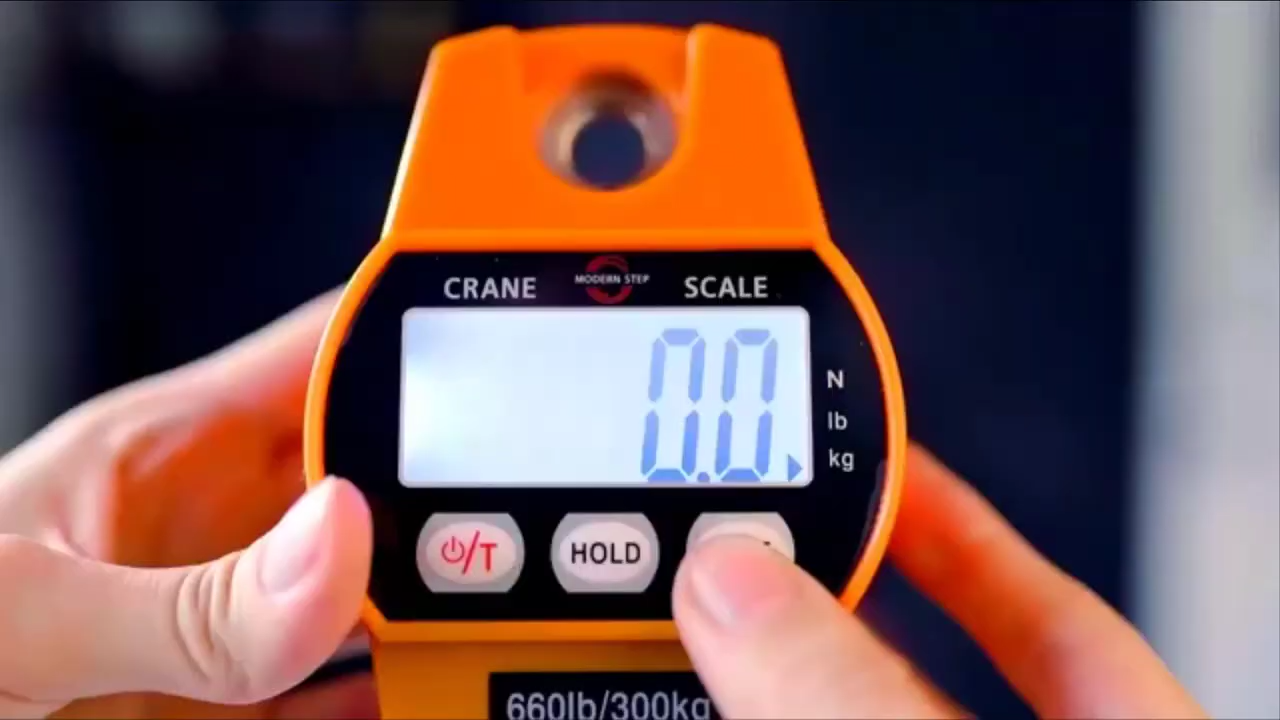 CRANE MODERN STEP SCALE
0.0
N
lb
kg
⏻/T
HOLD
660lb/300kg